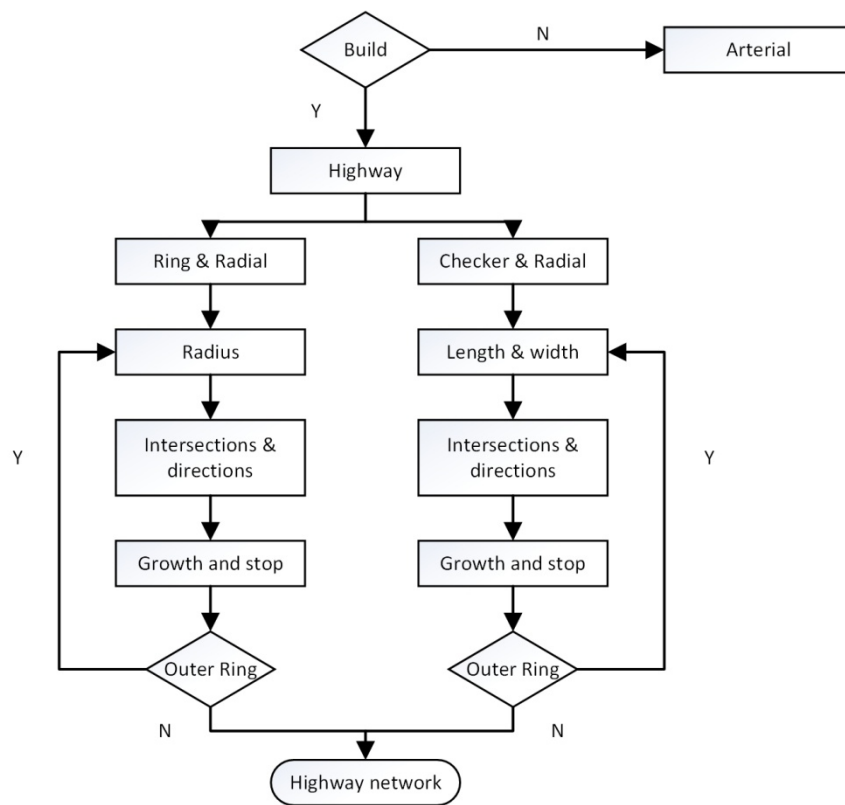 Build
N
Arterial
Y
Highway
Ring & Radial
Checker & Radial
Radius
Length & width
Intersections &
directions
Intersections &
directions
Y
Y
Growth and stop
Growth and stop
Outer Ring
Outer Ring
N
N
Highway network